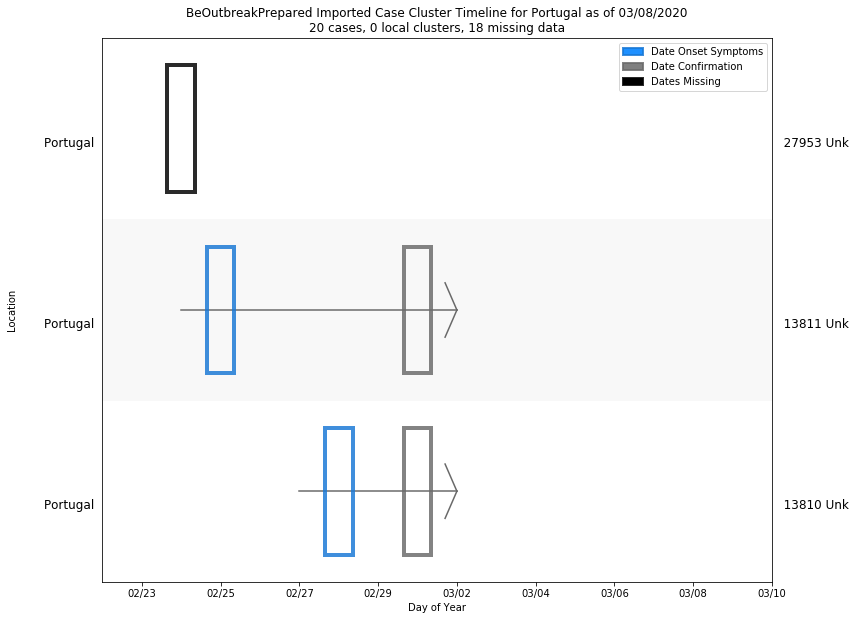 BeOutbreakPrepared Imported Case Cluster Timeline for Portugal as of 03/08/2020
20 cases, 0 local clusters, 18 missing data
Date Onset Symptoms
Date Confirmation
Dates Missing
Portugal
27953 Unk
Location
Portugal
13811 Unk
Portugal
13810 Unk
02/23 02/25 02/27 02/29 03/02 03/04 03/06 03/08 03/10
Day of Year